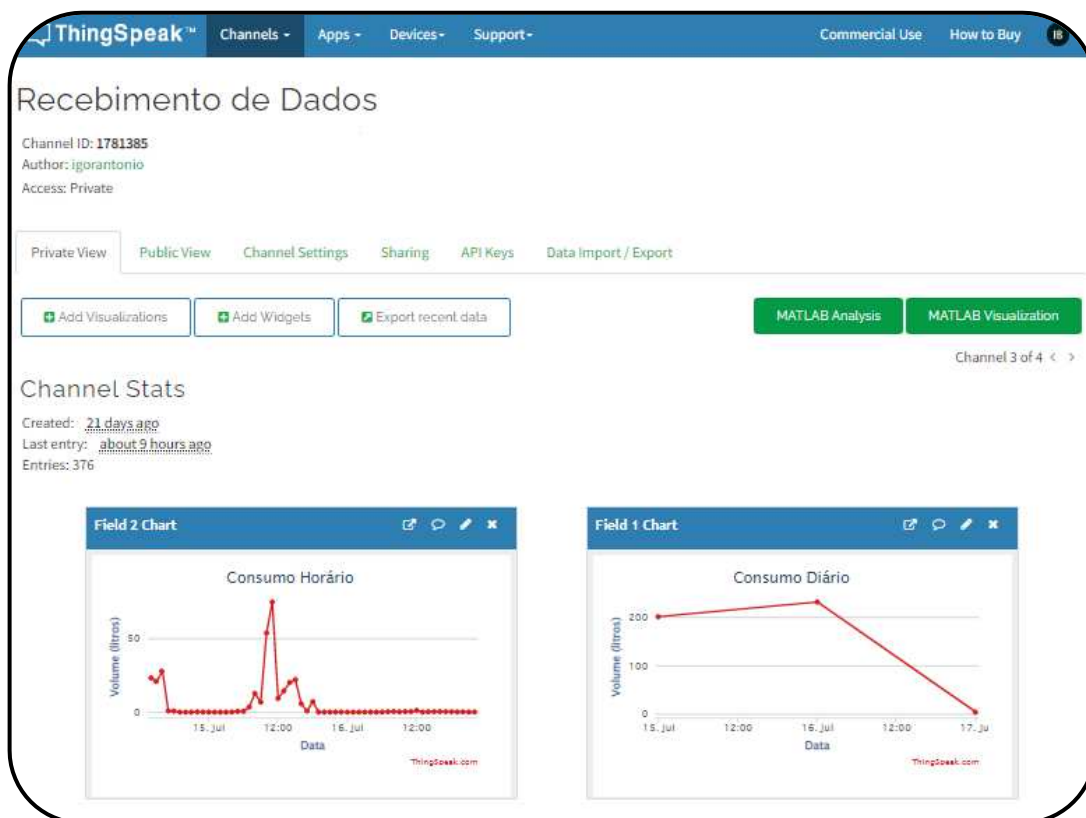 ThingSpeak™ Channels Apps Devices Support Commercial Use How to Buy IB
Recebimento de Dados
Channel ID: 1781385
Author: igorantonio
Access: Private
Private View Public View Channel Settings Sharing API Keys Data Import / Export
Add Visualizations Add Widgets Export recent data MATLAB Analysis MATLAB Visualization
Channel 3 of 4 < >
Channel Stats
Created: 21 days ago
Last entry: about 9 hours ago
Entries: 376
Field 2 Chart
Consumo Horário
Volume (litros)
50
0
15. Jul 12:00 16. Jul 12:00
Data
ThingSpeak.com
Field 1 Chart
Consumo Diário
Volume (litros)
200
100
0
15. Jul 12:00 16. Jul 12:00 17. Ju
Data
ThingSpeak.com